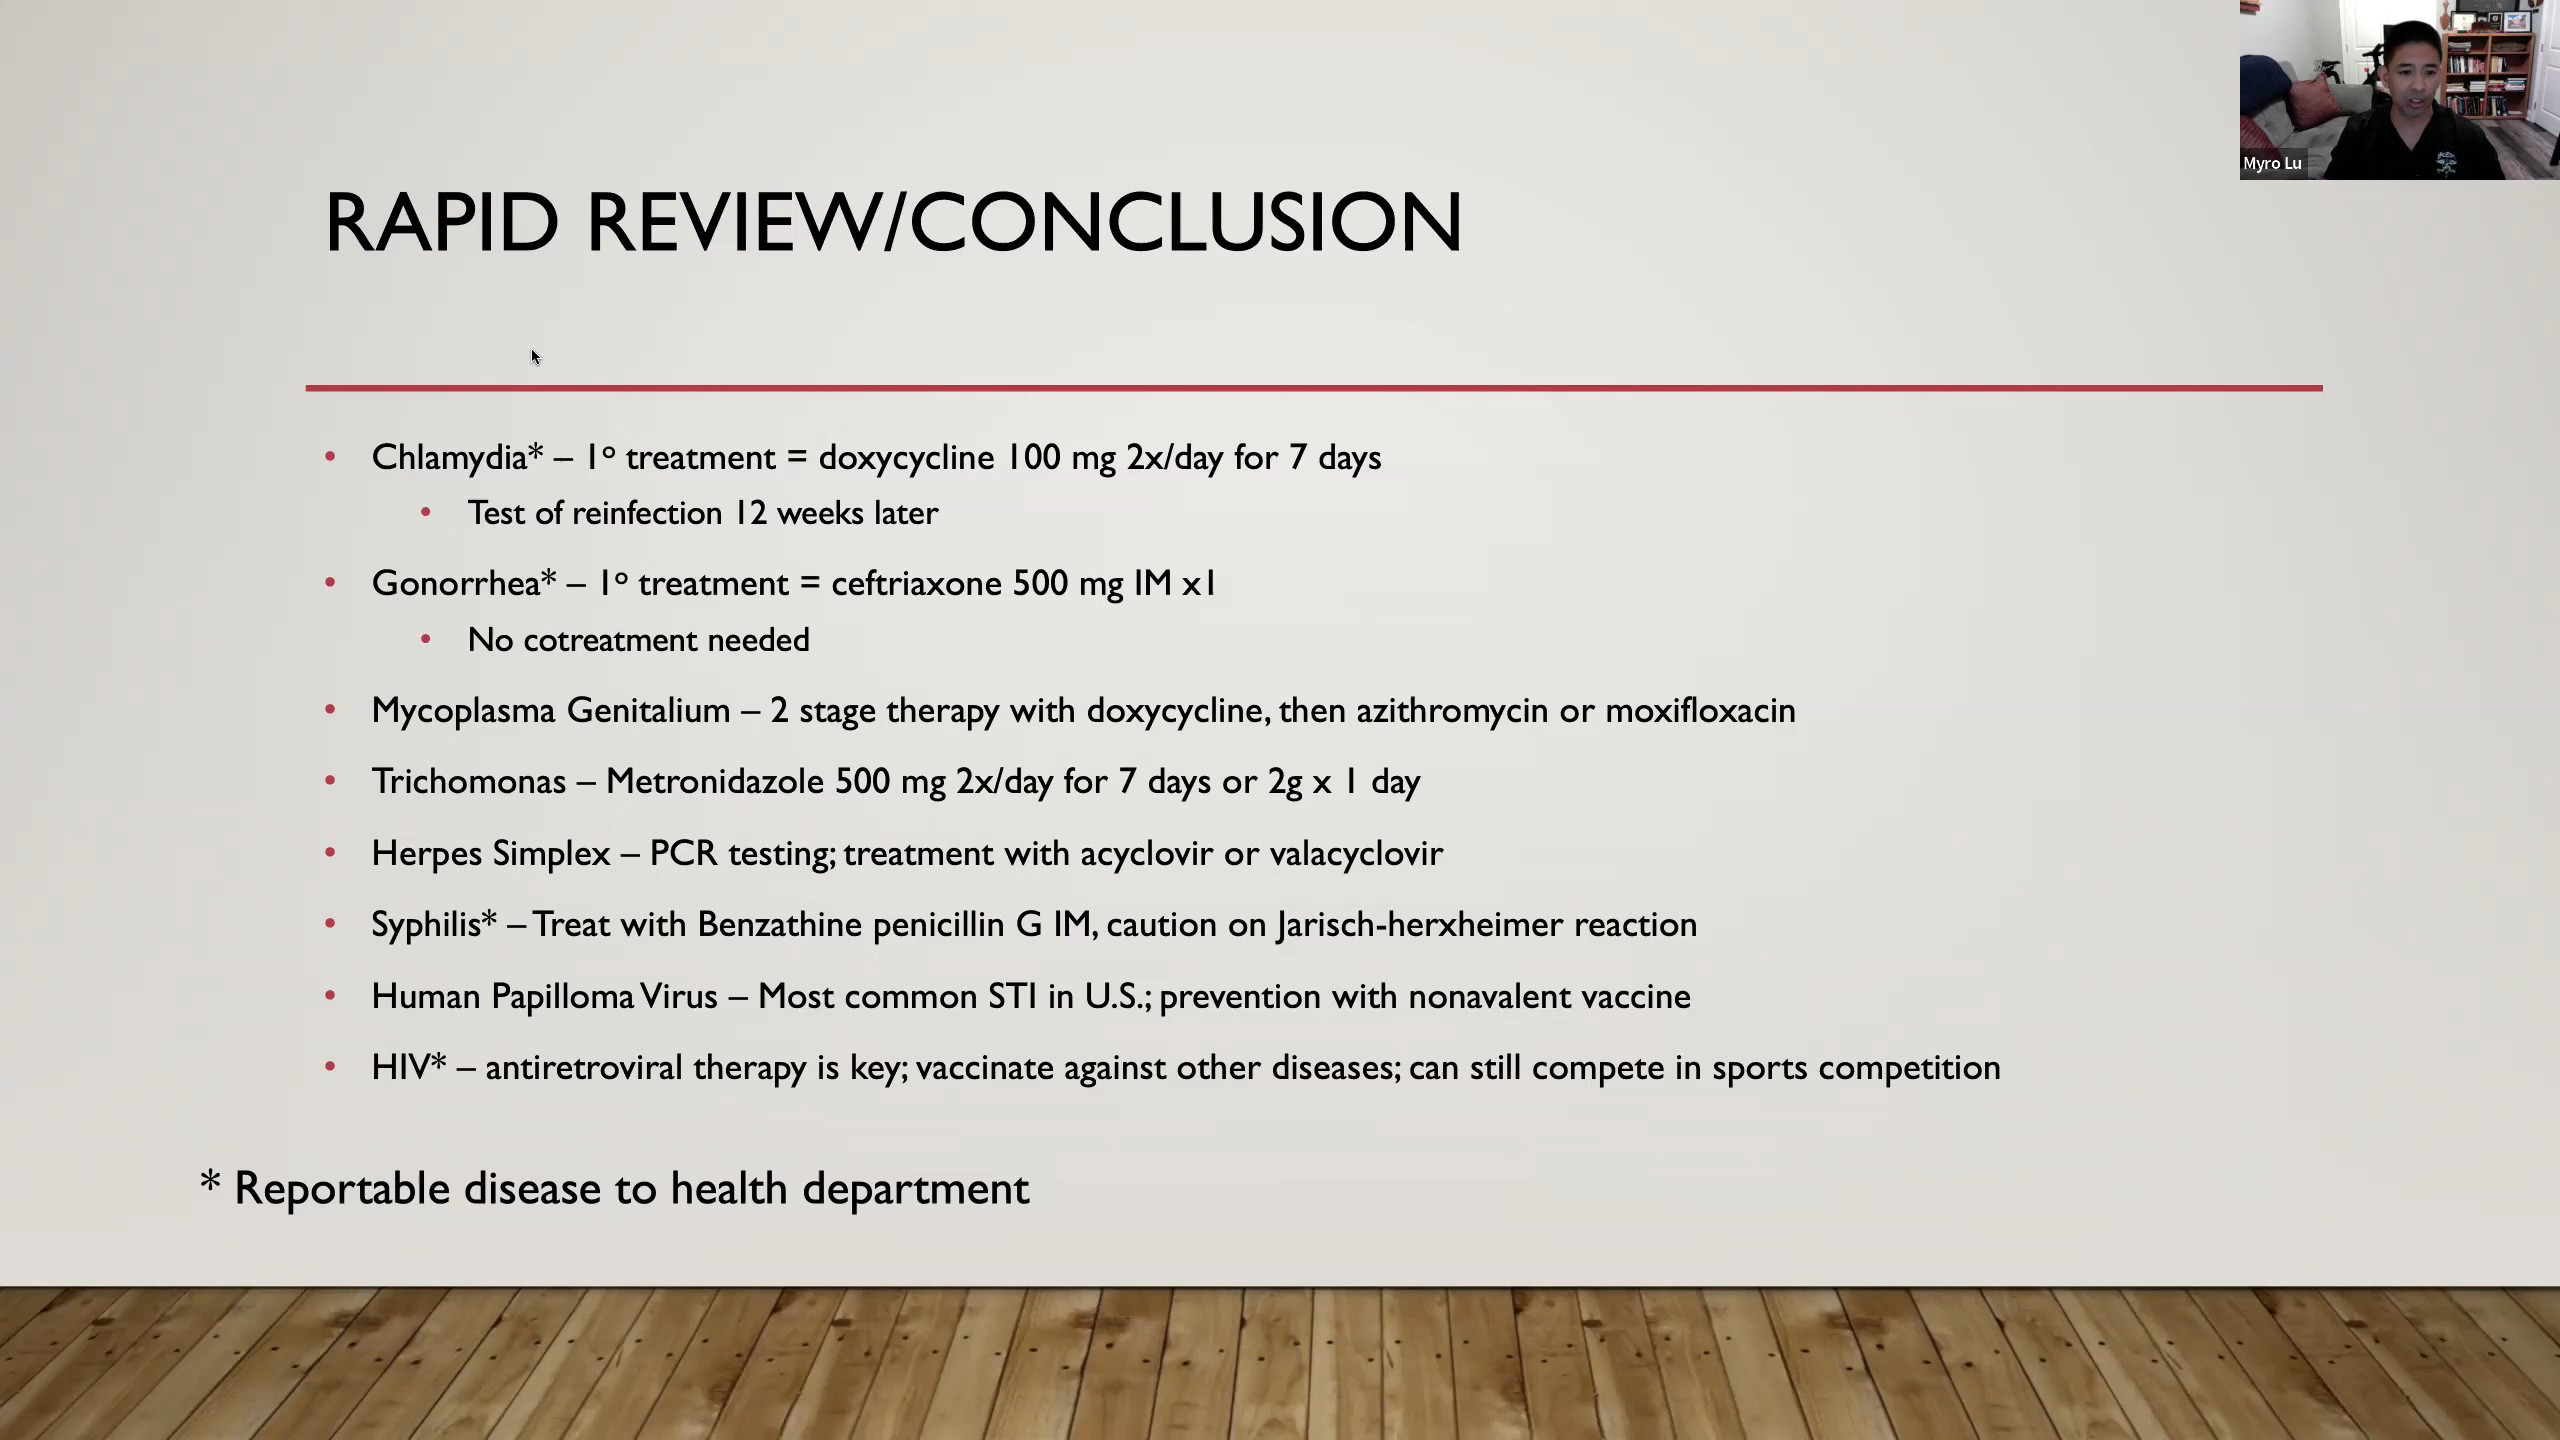 Myro Lu
RAPID REVIEW/CONCLUSION
• Chlamydia* – 1º treatment = doxycycline 100 mg 2x/day for 7 days
• Test of reinfection 12 weeks later
• Gonorrhea* – 1º treatment = ceftriaxone 500 mg IM x1
• No cotreatment needed
• Mycoplasma Genitalium – 2 stage therapy with doxycycline, then azithromycin or moxifloxacin
• Trichomonas – Metronidazole 500 mg 2x/day for 7 days or 2g x 1 day
• Herpes Simplex – PCR testing; treatment with acyclovir or valacyclovir
• Syphilis* – Treat with Benzathine penicillin G IM, caution on Jarisch-herxheimer reaction
• Human Papilloma Virus – Most common STI in U.S.; prevention with nonavalent vaccine
• HIV* – antiretroviral therapy is key; vaccinate against other diseases; can still compete in sports competition
* Reportable disease to health department